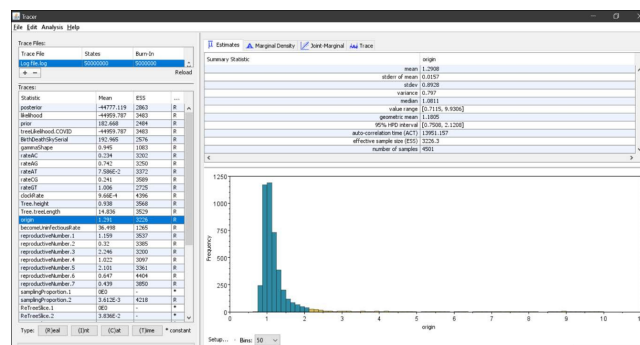 Tracer
File Edit Analysis Help
Trace Files:
Trace File States Burn-In
Log file.log 50000000 5000000
+ − Reload
Traces:
Statistic Mean ESS ...
posterior -44777.119 2863 R
likelihood -44959.787 3483 R
prior 182.668 2484 R
treeLikelihood.COVID -44959.787 3483 R
BirthDeathSkySerial 192.965 2576 R
gammaShape 0.945 1083 R
rateAC 0.234 3202 R
rateAG 0.742 3250 R
rateAT 7.586E-2 3372 R
rateCG 0.241 3589 R
rateGT 1.006 2725 R
clockRate 9.66E-4 4396 R
Tree.height 0.938 3568 R
Tree.treeLength 14.836 3529 R
origin 1.291 3226 R
becomeUninfectiousRate 36.498 1265 R
reproductiveNumber.1 1.159 3537 R
reproductiveNumber.2 0.32 3385 R
reproductiveNumber.3 2.246 3200 R
reproductiveNumber.4 1.022 3097 R
reproductiveNumber.5 2.101 3361 R
reproductiveNumber.6 0.647 4404 R
reproductiveNumber.7 0.439 3850 R
samplingProportion.1 0E0 - *
samplingProportion.2 3.612E-3 4218 R
ReTreeSlice.1 0E0 - *
ReTreeSlice.2 3.836E-2 - *
Type: (R)eal (I)nt (C)at (T)ime * constant
Estimates Marginal Density Joint-Marginal Trace
Summary Statistic origin
mean 1.2908
stderr of mean 0.0157
stdev 0.8928
variance 0.797
median 1.0811
value range [0.7115, 9.9306]
geometric mean 1.1805
95% HPD interval [0.7508, 2.1208]
auto-correlation time (ACT) 13951.157
effective sample size (ESS) 3226.3
number of samples 4501
Frequency
1250
1000
750
500
250
0
0 1 2 3 4 5 6 7 8 9 10
origin
Setup... Bins: 50